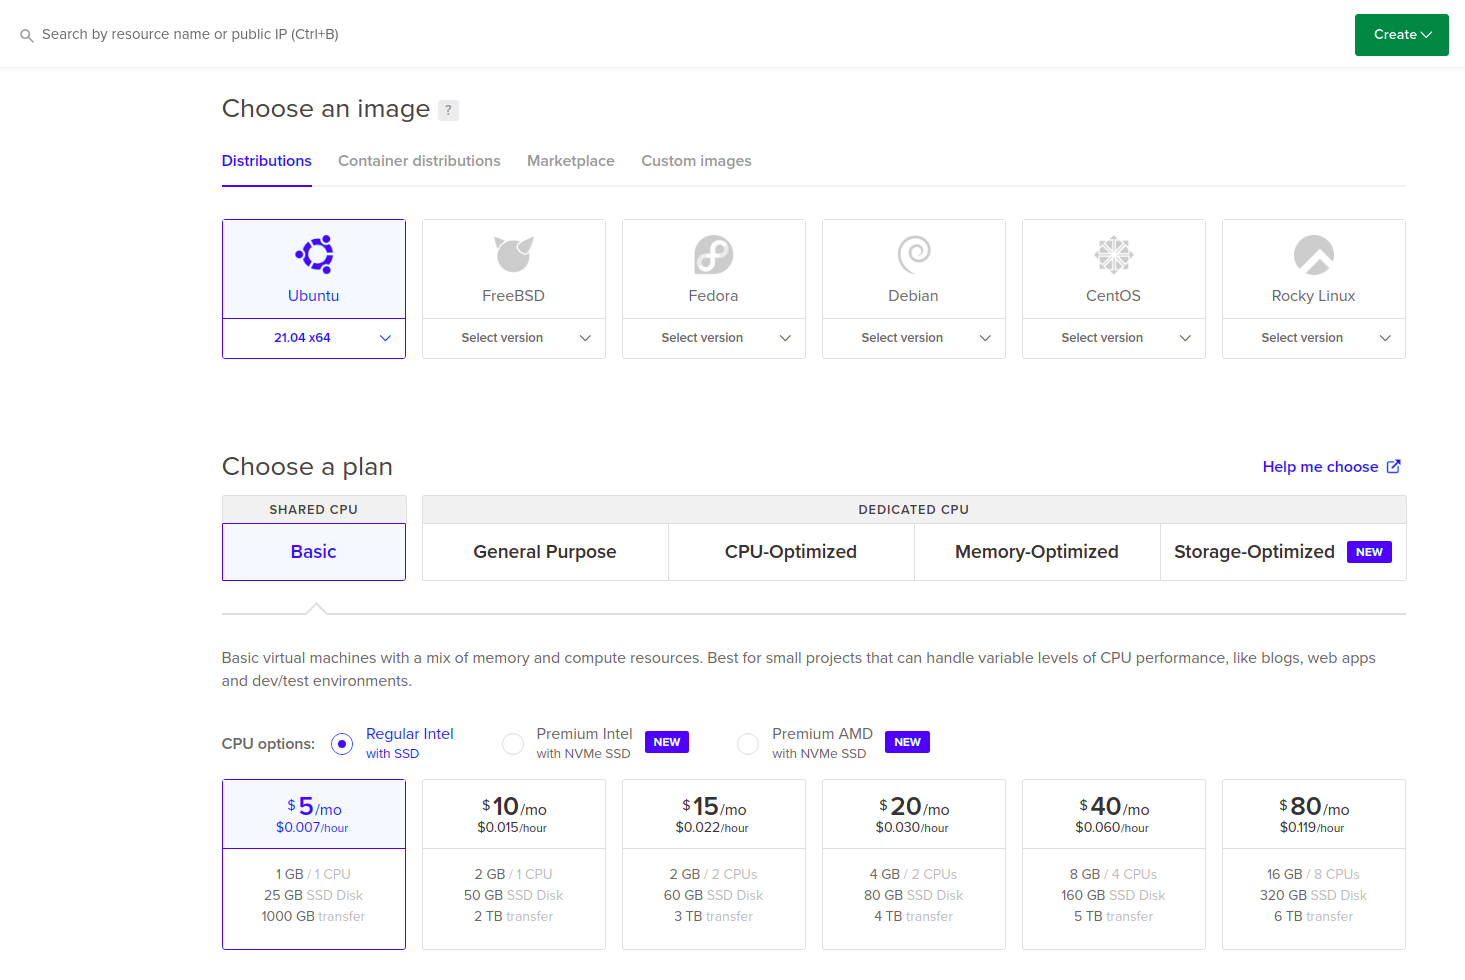 Search by resource name or public IP (Ctrl+B)
Create
Choose an image ?
Distributions Container distributions Marketplace Custom images
Ubuntu FreeBSD Fedora Debian CentOS Rocky Linux
21.04 x64 Select version Select version Select version Select version Select version
Choose a plan
Help me choose
SHARED CPU DEDICATED CPU
Basic General Purpose CPU-Optimized Memory-Optimized Storage-Optimized NEW
Basic virtual machines with a mix of memory and compute resources. Best for small projects that can handle variable levels of CPU performance, like blogs, web apps
and dev/test environments.
CPU options:
Regular Intel
with SSD
Premium Intel
with NVMe SSD
NEW
Premium AMD
with NVMe SSD
NEW
$5/mo
$0.007/hour
1 GB / 1 CPU
25 GB SSD Disk
1000 GB transfer
$10/mo
$0.015/hour
2 GB / 1 CPU
50 GB SSD Disk
2 TB transfer
$15/mo
$0.022/hour
2 GB / 2 CPUs
60 GB SSD Disk
3 TB transfer
$20/mo
$0.030/hour
4 GB / 2 CPUs
80 GB SSD Disk
4 TB transfer
$40/mo
$0.060/hour
8 GB / 4 CPUs
160 GB SSD Disk
5 TB transfer
$80/mo
$0.119/hour
16 GB / 8 CPUs
320 GB SSD Disk
6 TB transfer